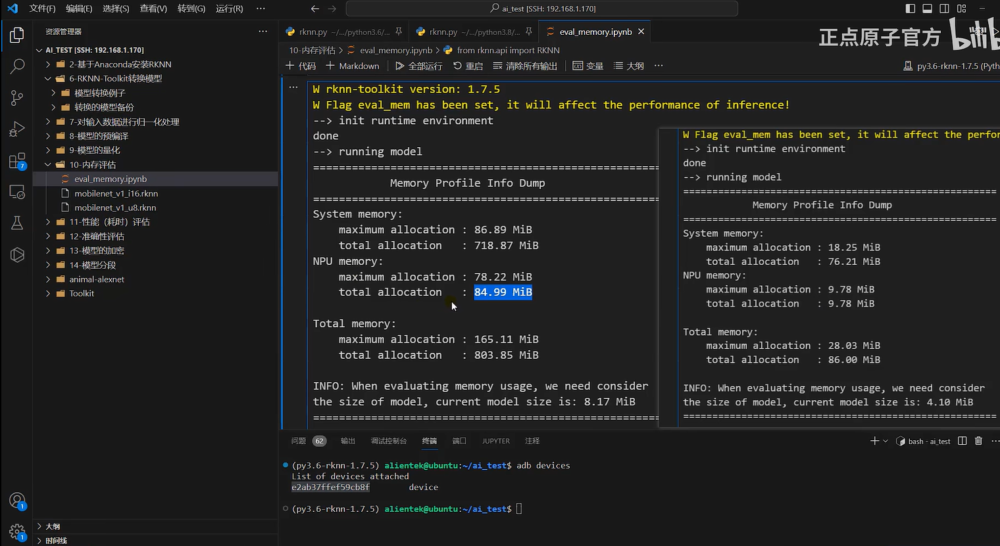 文件(F) 编辑(E) 选择(S) 查看(V) 转到(G) 运行(R) ···
ai_test [SSH: 192.168.1.170]
正点原子官方 bilib
资源管理器
AI_TEST [SSH: 192.168.1.170]
2-基于Anaconda安装RKNN
6-RKNN-Toolkit转换模型
模型转换例子
转换的模型备份
7-对输入数据进行归一化处理
8-模型的预编译
9-模型的量化
10-内存评估
eval_memory.ipynb
mobilenet_v1_i16.rknn
mobilenet_v1_u8.rknn
11-性能（耗时）评估
12-准确性评估
13-模型的加密
14-模型分段
animal-alexnet
Toolkit
大纲
时间线
7
1
1
rknn.py ~/.../python3.6/... rknn.py ~/.../python3.8/... eval_memory.ipynb
10-内存评估 > eval_memory.ipynb > from rknn.api import RKNN
+ 代码 + Markdown 全部运行 重启 清除所有输出 变量 大纲 ··· py3.6-rknn-1.7.5 (Pyth
W rknn-toolkit version: 1.7.5
W Flag eval_mem has been set, it will affect the performance of inference!
--> init runtime environment
done
--> running model
======================================================
Memory Profile Info Dump
======================================================
System memory:
maximum allocation : 86.89 MiB
total allocation : 718.87 MiB
NPU memory:
maximum allocation : 78.22 MiB
total allocation : 84.99 MiB
Total memory:
maximum allocation : 165.11 MiB
total allocation : 803.85 MiB
INFO: When evaluating memory usage, we need consider
the size of model, current model size is: 8.17 MiB
======================================================
W Flag eval_mem has been set, it will affect the perfor
--> init runtime environment
done
--> running model
======================================================
Memory Profile Info Dump
======================================================
System memory:
maximum allocation : 18.25 MiB
total allocation : 76.21 MiB
NPU memory:
maximum allocation : 9.78 MiB
total allocation : 9.78 MiB
Total memory:
maximum allocation : 28.03 MiB
total allocation : 86.00 MiB
INFO: When evaluating memory usage, we need consider
the size of model, current model size is: 4.10 MiB
======================================================
问题 62 输出 调试控制台 终端 端口 JUPYTER 注释 bash - ai_test
(py3.6-rknn-1.7.5) alientek@ubuntu:~/ai_test$ adb devices
List of devices attached
e2ab37ffef59cb8f device
(py3.6-rknn-1.7.5) alientek@ubuntu:~/ai_test$